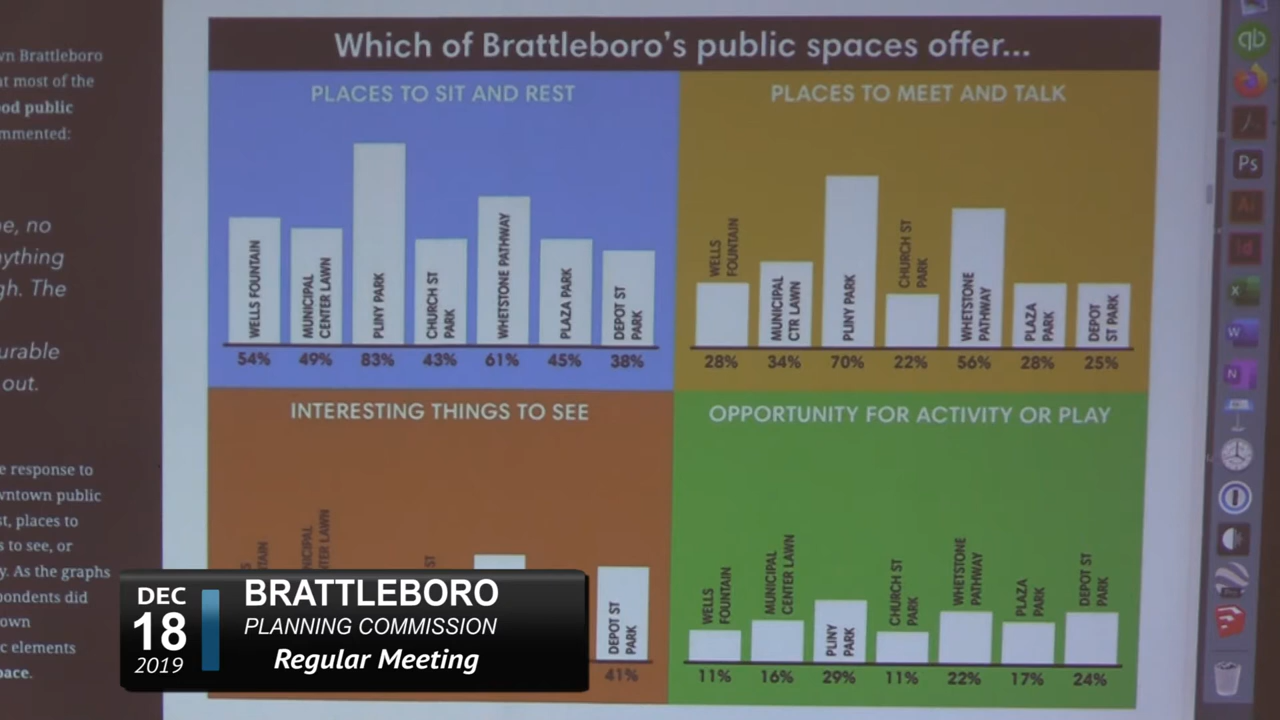 Which of Brattleboro's public spaces offer...
PLACES TO SIT AND REST
WELLS FOUNTAIN
MUNICIPAL
CENTER LAWN
PLINY PARK
CHURCH ST
PARK
WHETSTONE PATHWAY
PLAZA PARK
DEPOT ST
PARK
54% 49% 83% 43% 61% 45% 38%
PLACES TO MEET AND TALK
WELLS
FOUNTAIN
MUNICIPAL
CTR LAWN
PLINY PARK
CHURCH ST
PARK
WHETSTONE
PATHWAY
PLAZA
PARK
DEPOT
ST PARK
28% 34% 70% 22% 56% 28% 25%
INTERESTING THINGS TO SEE
DEPOT ST
PARK
41%
OPPORTUNITY FOR ACTIVITY OR PLAY
WELLS
FOUNTAIN
MUNICIPAL
CENTER LAWN
PLINY
PARK
CHURCH ST
PARK
WHETSTONE
PATHWAY
PLAZA
PARK
DEPOT ST
PARK
11% 16% 29% 11% 22% 17% 24%
wn Brattleboro
at most of the
od public
mmented:
e, no
ything
gh. The
urable
out.
e response to
wntown public
st, places to
s to see, or
y. As the graphs
pondents did
own
c elements
pace.
DEC
18
2019
BRATTLEBORO
PLANNING COMMISSION
Regular Meeting
qb
Ps
Ai
Id
X
W
N